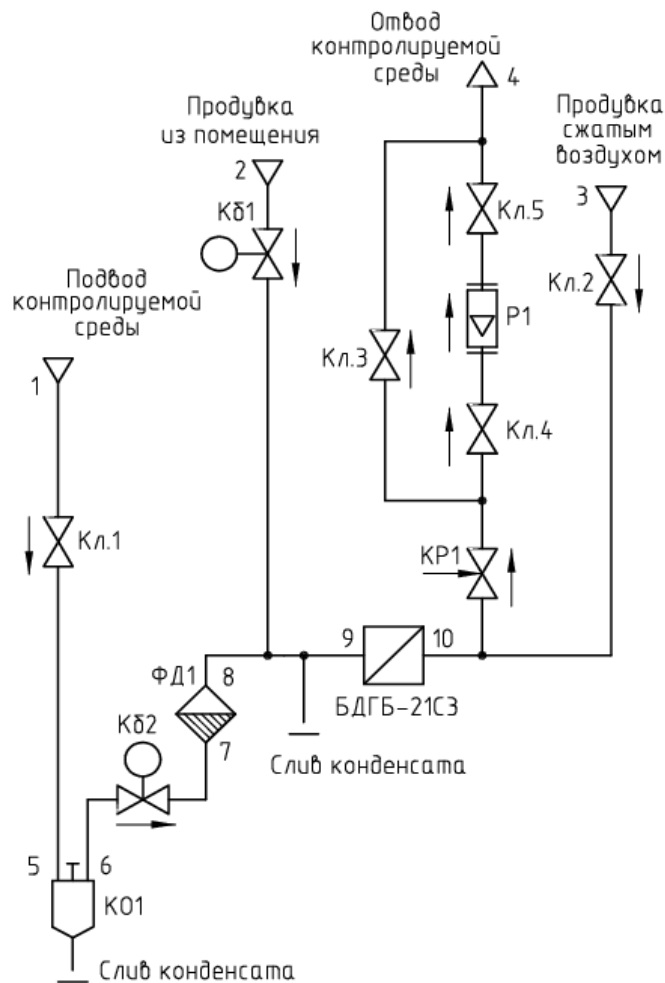 Отвод
контролируемой
среды
4
Продувка
из помещения
2
Кб1
Продувка
сжатым
воздухом
3
Кл.5
Кл.2
Р1
Кл.3
Кл.4
Подвод
контролируемой
среды
1
Кл.1
КР1
9
10
БДГБ-21СЗ
ФД1
8
7
Кб2
Слив конденсата
5
6
КО1
Слив конденсата